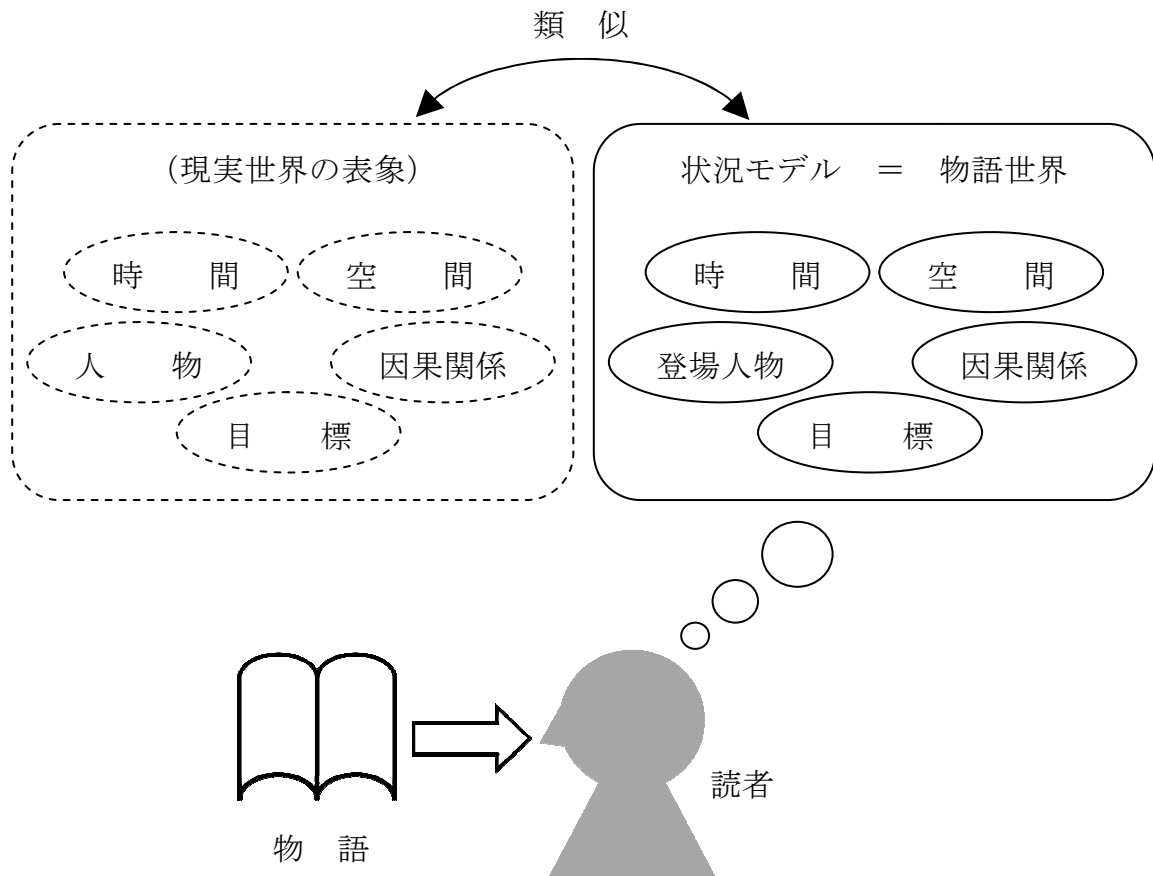 類 似
(現実世界の表象)
時 間
空 間
人 物
因果関係
目 標
状況モデル = 物語世界
時 間
空 間
登場人物
因果関係
目 標
読者
物 語